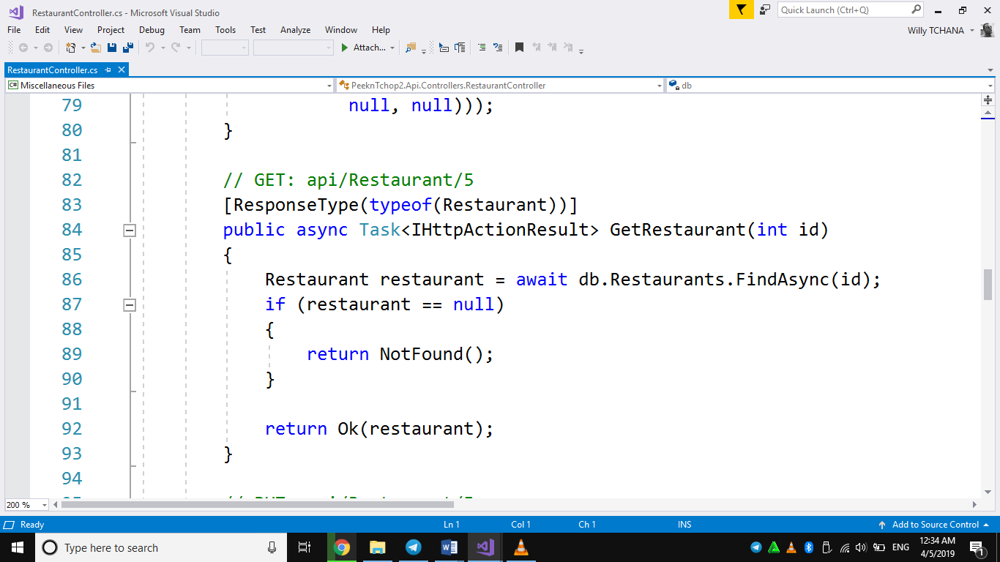 RestaurantController.cs - Microsoft Visual Studio
Quick Launch (Ctrl+Q)
File Edit View Project Debug Team Tools Test Analyze Window Help
Willy TCHANA
Attach...
RestaurantController.cs
C# Miscellaneous Files
PeeknTchop2.Api.Controllers.RestaurantController
db
79 null, null)));
80 }
81
82 // GET: api/Restaurant/5
83 [ResponseType(typeof(Restaurant))]
84 public async Task<IHttpActionResult> GetRestaurant(int id)
85 {
86 Restaurant restaurant = await db.Restaurants.FindAsync(id);
87 if (restaurant == null)
88 {
89 return NotFound();
90 }
91
92 return Ok(restaurant);
93 }
94
200 %
Ready Ln 1 Col 1 Ch 1 INS Add to Source Control
Type here to search
ENG
12:34 AM
4/5/2019
1